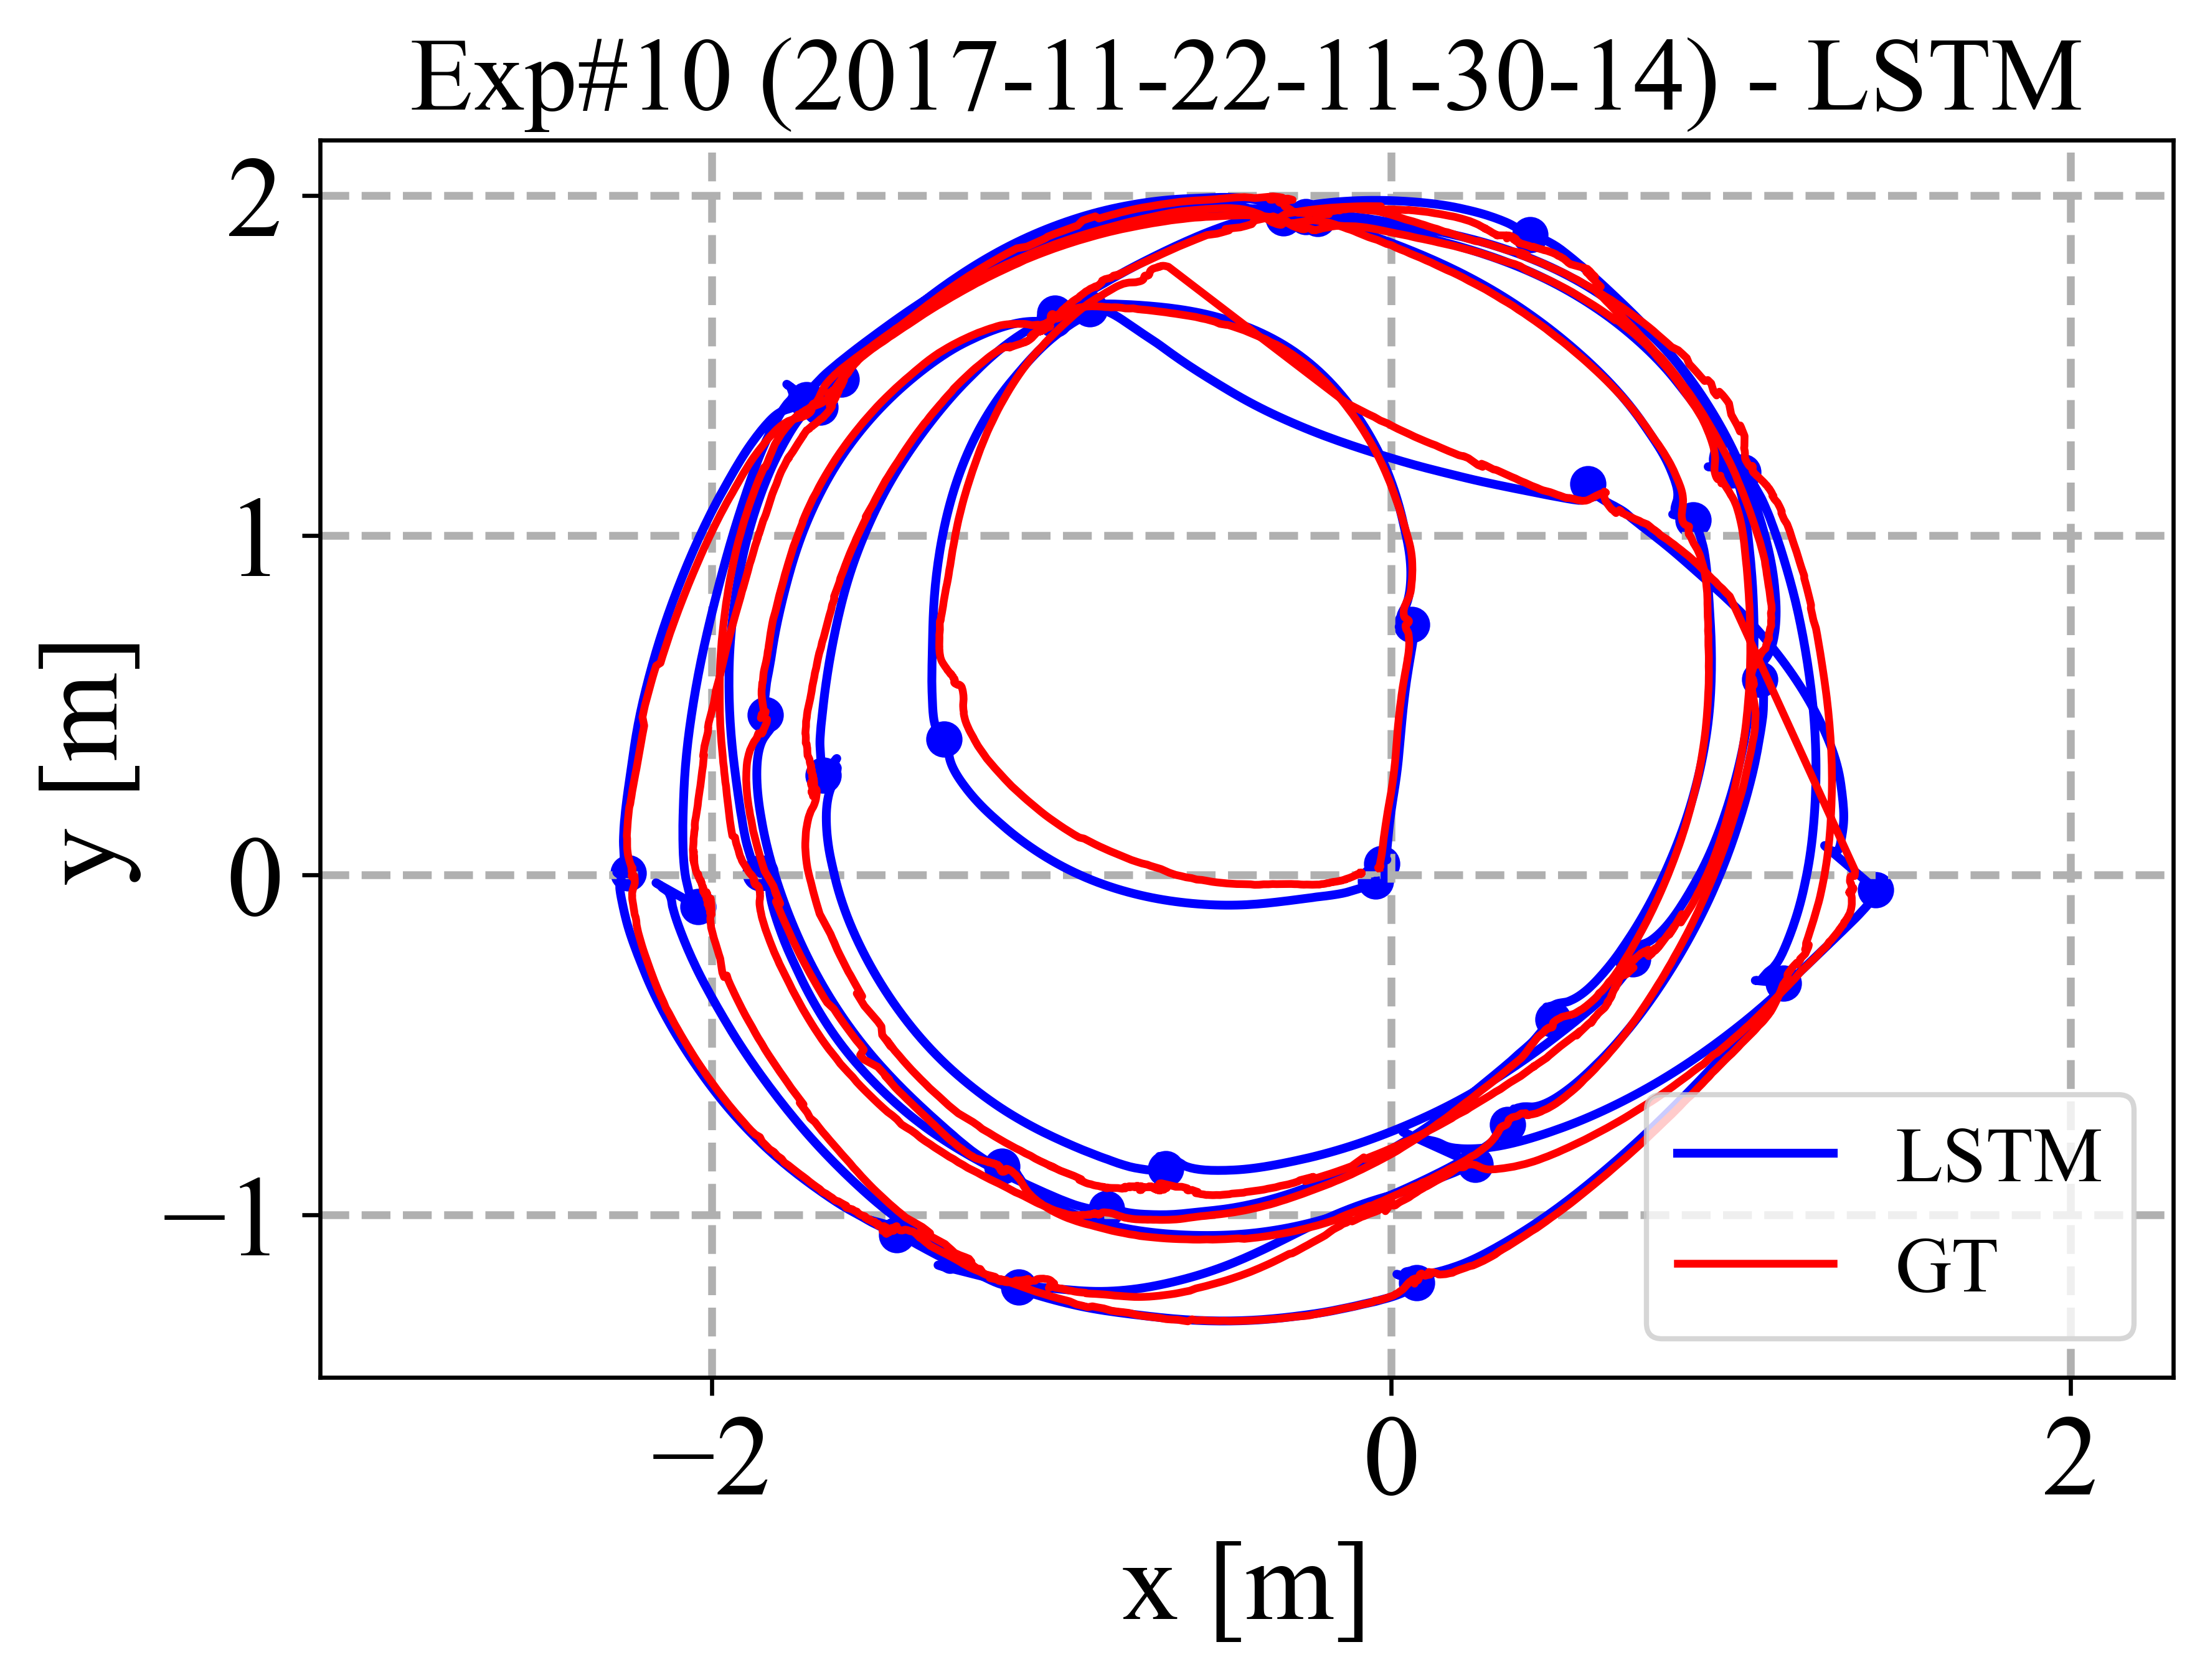 Exp#10 (2017-11-22-11-30-14) - LSTM
2
1
0
−1
y [m]
−2
0
2
x [m]
LSTM
GT